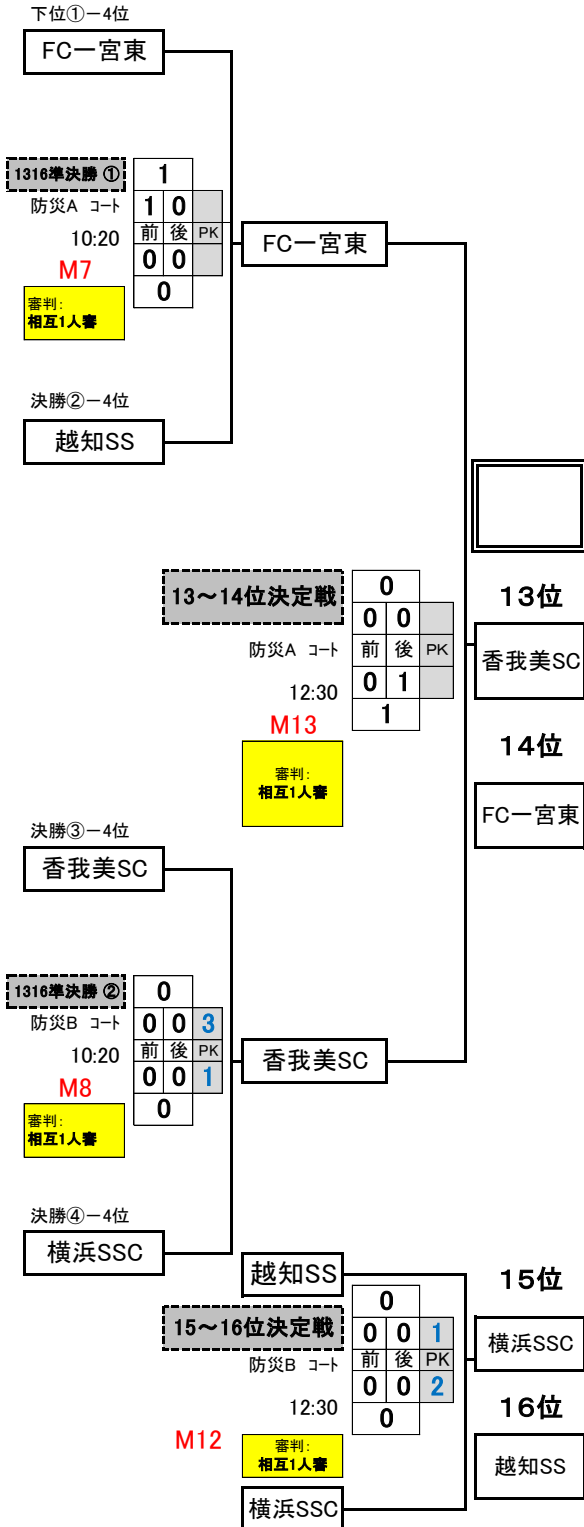 下位①－4位
FC一宮東
1316準決勝 ①
1
防災A コート
1 0
10:20
前 後 PK
FC一宮東
M7
0 0
0
審判:
相互1人審
決勝②－4位
越知SS
13～14位決定戦
0
13位
0 0
防災A コート
前 後 PK
香我美SC
12:30
0 1
M13
1
14位
審判:
相互1人審
FC一宮東
決勝③－4位
香我美SC
1316準決勝 ②
0
防災B コート
0 0 3
10:20
前 後 PK
香我美SC
M8
0 0 1
0
審判:
相互1人審
決勝④－4位
横浜SSC
越知SS
15位
0
15～16位決定戦
0 0 1
横浜SSC
防災B コート
前 後 PK
0 0 2
12:30
0
16位
M12
審判:
相互1人審
越知SS
横浜SSC